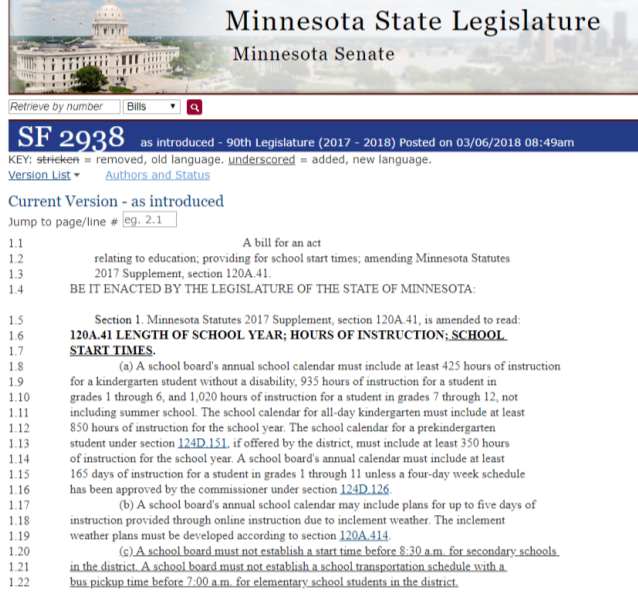 Minnesota State Legislature
Minnesota Senate
Retrieve by number Bills
SF 2938 as introduced - 90th Legislature (2017 - 2018) Posted on 03/06/2018 08:49am
KEY: stricken = removed, old language. underscored = added, new language.
Version List Authors and Status
Current Version - as introduced
Jump to page/line # eg. 2.1
1.1 A bill for an act
1.2 relating to education; providing for school start times; amending Minnesota Statutes
1.3 2017 Supplement, section 120A.41.
1.4 BE IT ENACTED BY THE LEGISLATURE OF THE STATE OF MINNESOTA:
1.5 Section 1. Minnesota Statutes 2017 Supplement, section 120A.41, is amended to read:
1.6 120A.41 LENGTH OF SCHOOL YEAR; HOURS OF INSTRUCTION; SCHOOL
1.7 START TIMES.
1.8 (a) A school board's annual school calendar must include at least 425 hours of instruction
1.9 for a kindergarten student without a disability, 935 hours of instruction for a student in
1.10 grades 1 through 6, and 1,020 hours of instruction for a student in grades 7 through 12, not
1.11 including summer school. The school calendar for all-day kindergarten must include at least
1.12 850 hours of instruction for the school year. The school calendar for a prekindergarten
1.13 student under section 124D.151, if offered by the district, must include at least 350 hours
1.14 of instruction for the school year. A school board's annual calendar must include at least
1.15 165 days of instruction for a student in grades 1 through 11 unless a four-day week schedule
1.16 has been approved by the commissioner under section 124D.126.
1.17 (b) A school board's annual school calendar may include plans for up to five days of
1.18 instruction provided through online instruction due to inclement weather. The inclement
1.19 weather plans must be developed according to section 120A.414.
1.20 (c) A school board must not establish a start time before 8:30 a.m. for secondary schools
1.21 in the district. A school board must not establish a school transportation schedule with a
1.22 bus pickup time before 7:00 a.m. for elementary school students in the district.